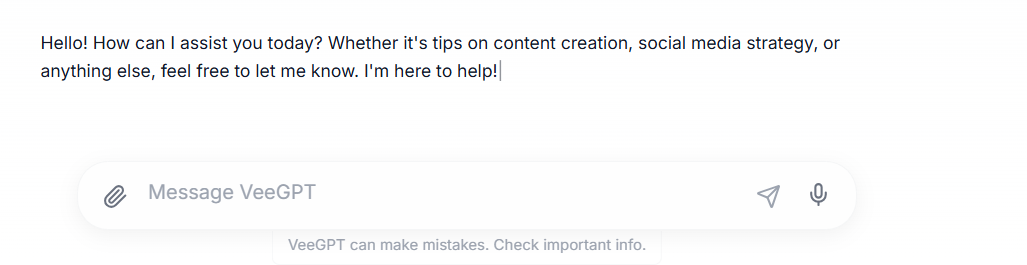 Hello! How can I assist you today? Whether it's tips on content creation, social media strategy, or
anything else, feel free to let me know. I'm here to help!
Message VeeGPT
VeeGPT can make mistakes. Check important info.